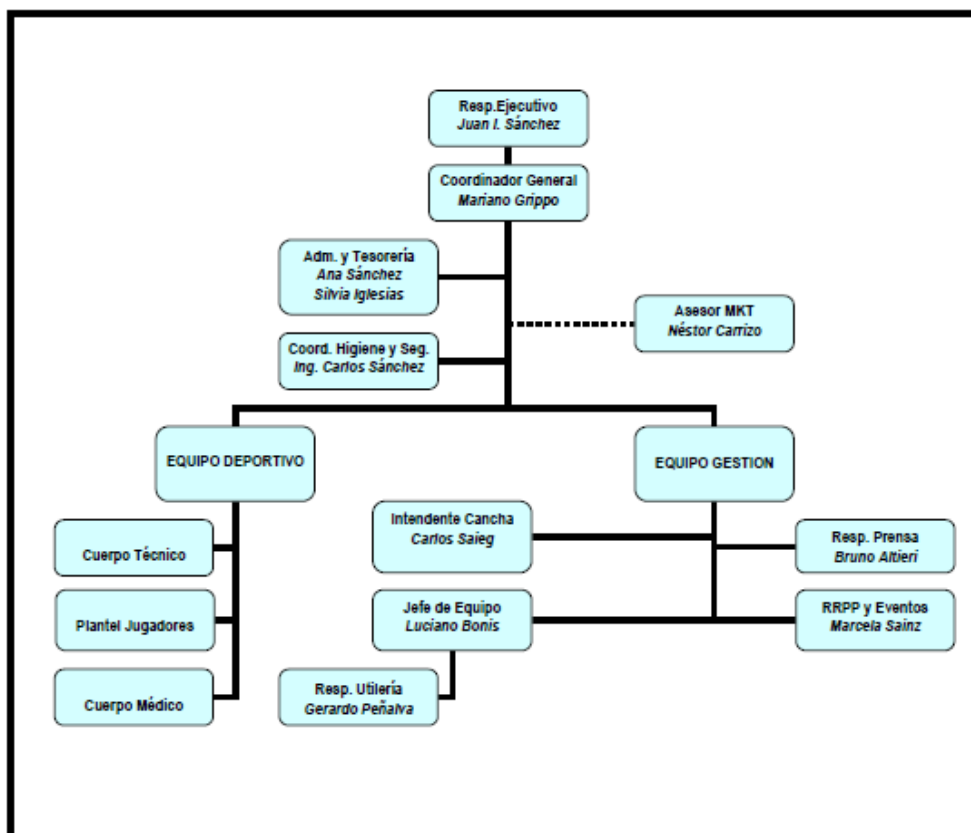 Resp.Ejecutivo
Juan I. Sánchez
Coordinador General
Mariano Grippo
Adm. y Tesorería
Ana Sánchez
Silvia Iglesias
Asesor MKT
Néstor Carrizo
Coord. Higiene y Seg.
Ing. Carlos Sánchez
EQUIPO DEPORTIVO
EQUIPO GESTION
Cuerpo Técnico
Plantel Jugadores
Cuerpo Médico
Intendente Cancha
Carlos Saieg
Resp. Prensa
Bruno Altieri
Jefe de Equipo
Luciano Bonis
RRPP y Eventos
Marcela Sainz
Resp. Utilería
Gerardo Peñalva